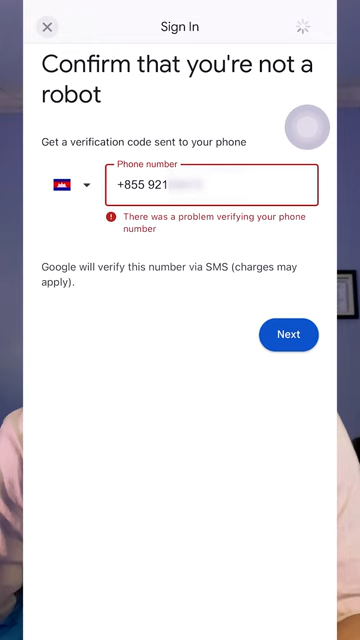 Sign In
Confirm that you're not a
robot
Get a verification code sent to your phone
Phone number
+855 921
There was a problem verifying your phone
number
Google will verify this number via SMS (charges may
apply).
Next